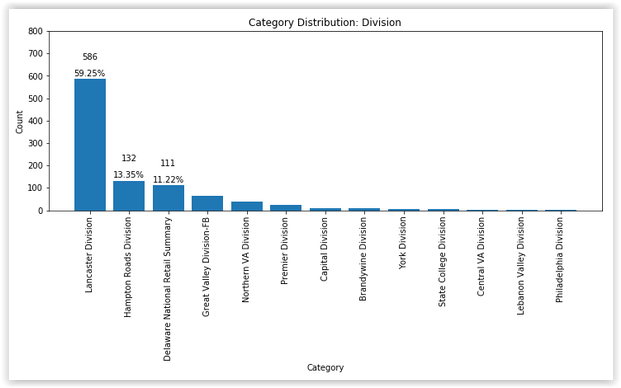 Category Distribution: Division
800
700
600
500
400
300
200
100
0
Count
586
59.25%
132
13.35%
111
11.22%
Lancaster Division
Hampton Roads Division
Delaware National Retail Summary
Great Valley Division-FB
Northern VA Division
Premier Division
Capital Division
Brandywine Division
York Division
State College Division
Central VA Division
Lebanon Valley Division
Philadelphia Division
Category